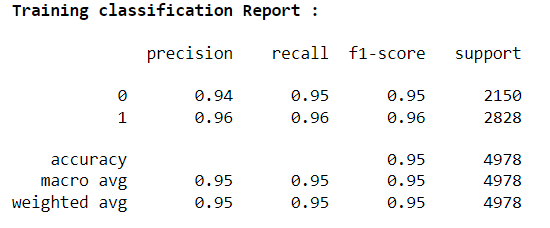 Training classification Report :
precision recall f1-score support
0 0.94 0.95 0.95 2150
1 0.96 0.96 0.96 2828
accuracy 0.95 4978
macro avg 0.95 0.95 0.95 4978
weighted avg 0.95 0.95 0.95 4978